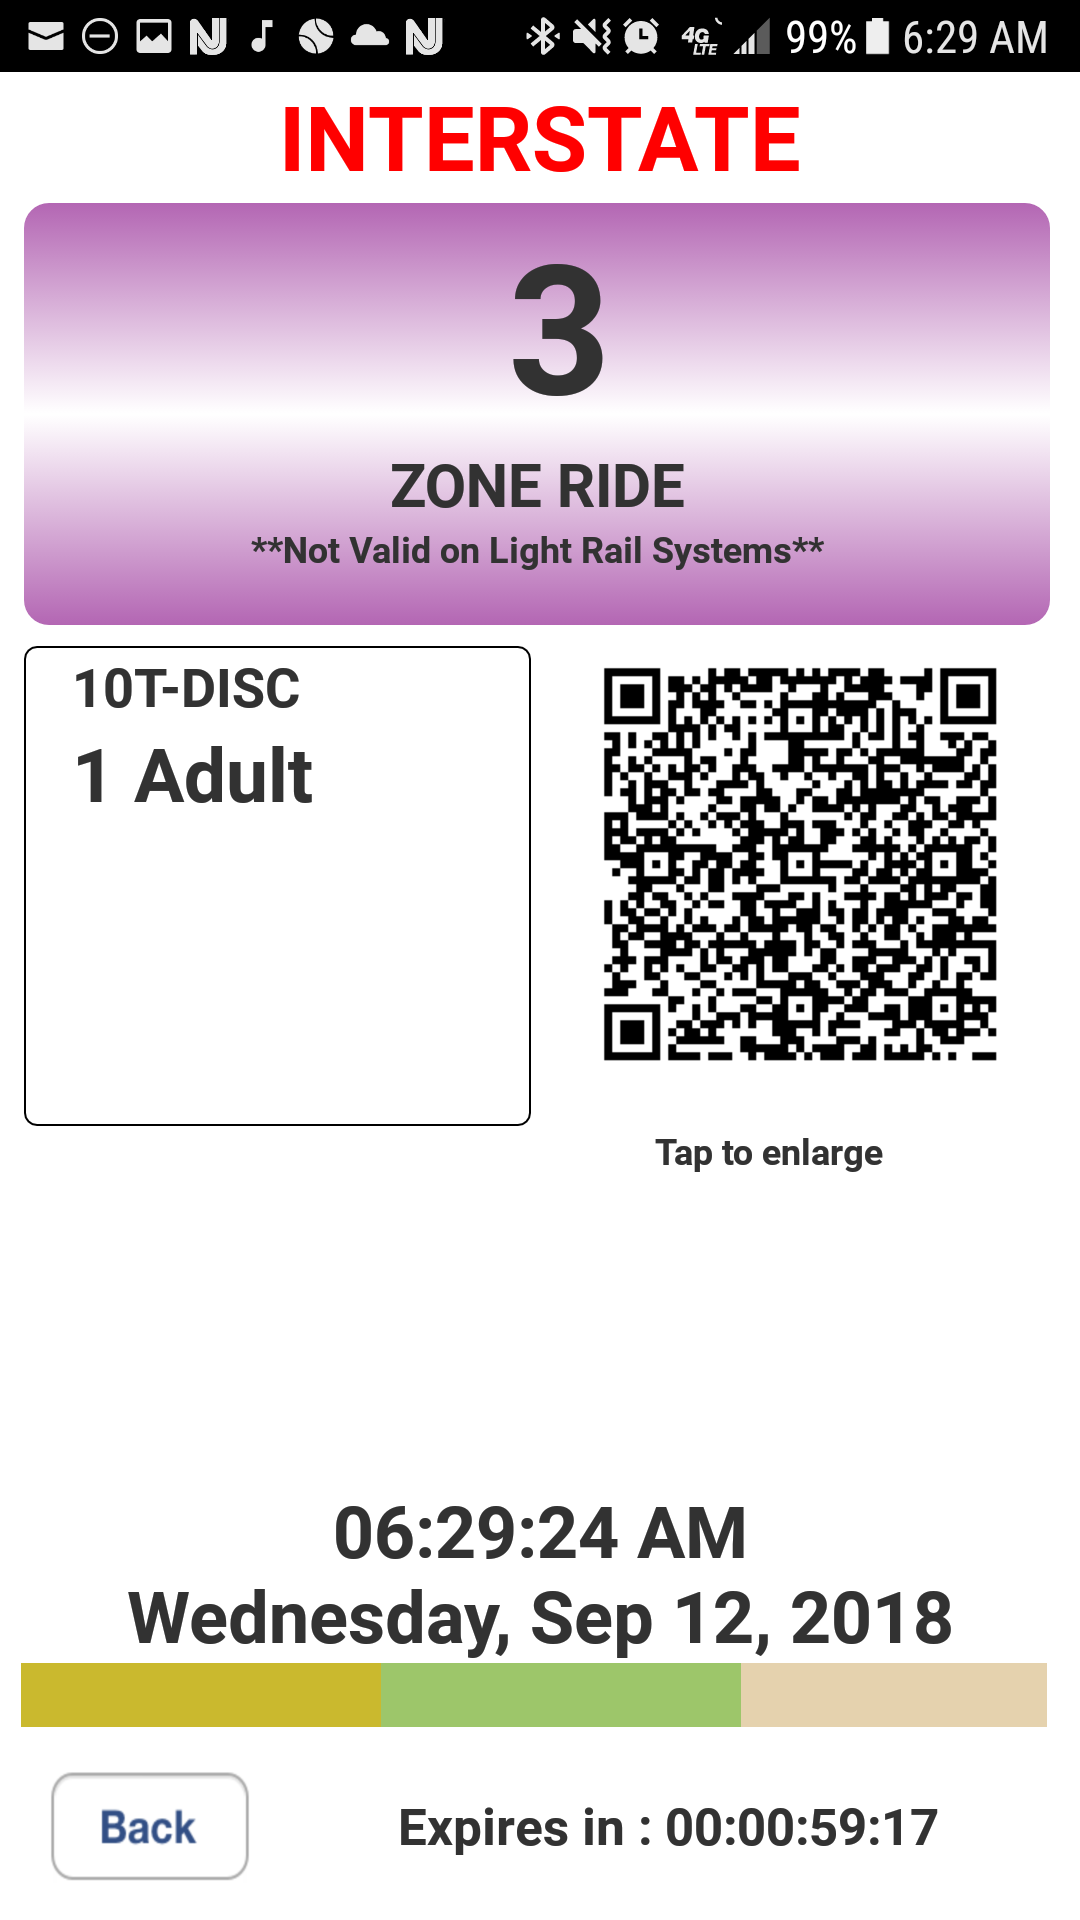 4G LTE 99% 6:29 AM
INTERSTATE
3
ZONE RIDE
**Not Valid on Light Rail Systems**
10T-DISC
1 Adult
Tap to enlarge
06:29:24 AM
Wednesday, Sep 12, 2018
Back
Expires in : 00:00:59:17